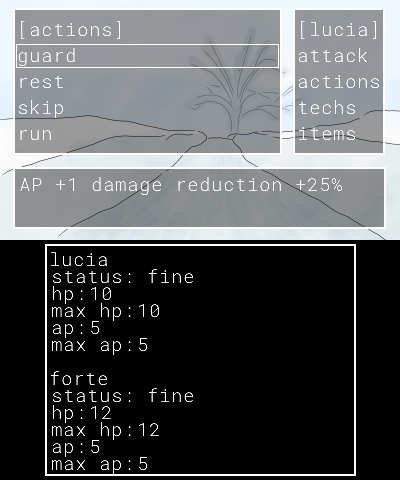 [actions]
guard
rest
skip
run
[lucia]
attack
actions
techs
items
AP +1 damage reduction +25%
lucia
status: fine
hp:10
max hp:10
ap:5
max ap:5
forte
status: fine
hp:12
max hp:12
ap:5
max ap:5